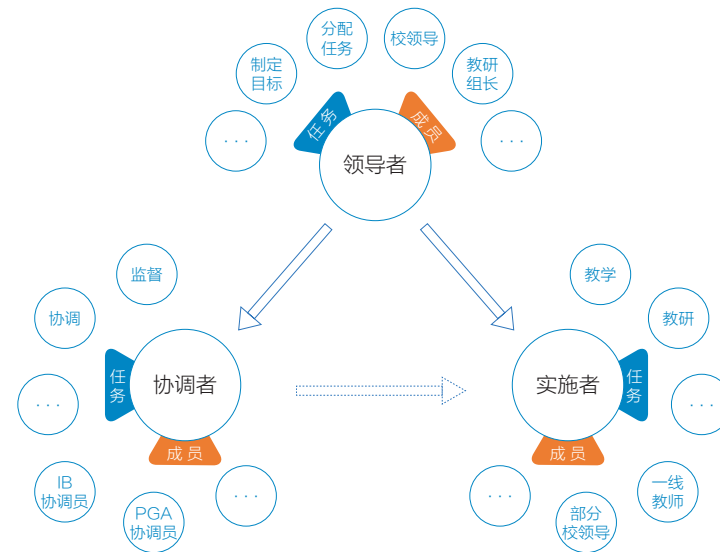 分配
任务
校领导
制定
目标
教研
组长
任务
成员
···
···
领导者
监督
教学
协调
教研
任务
协调者
实施者
任务
···
···
成员
成员
IB
协调员
···
···
一线
教师
PGA
协调员
部分
校领导